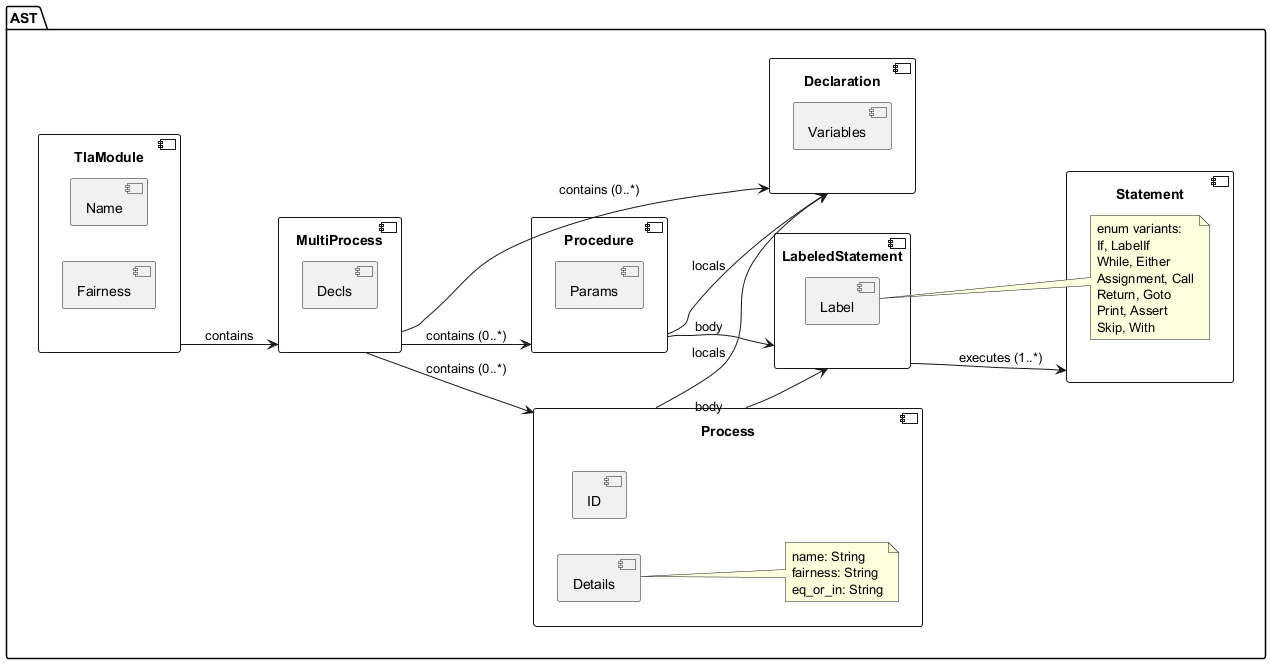 AST
TlaModule
Name
Fairness
contains
MultiProcess
Decls
contains (0..*)
contains (0..*)
contains (0..*)
Procedure
Params
locals
body
locals
body
Declaration
Variables
LabeledStatement
Label
executes (1..*)
Statement
enum variants:
If, LabelIf
While, Either
Assignment, Call
Return, Goto
Print, Assert
Skip, With
Process
ID
Details
name: String
fairness: String
eq_or_in: String